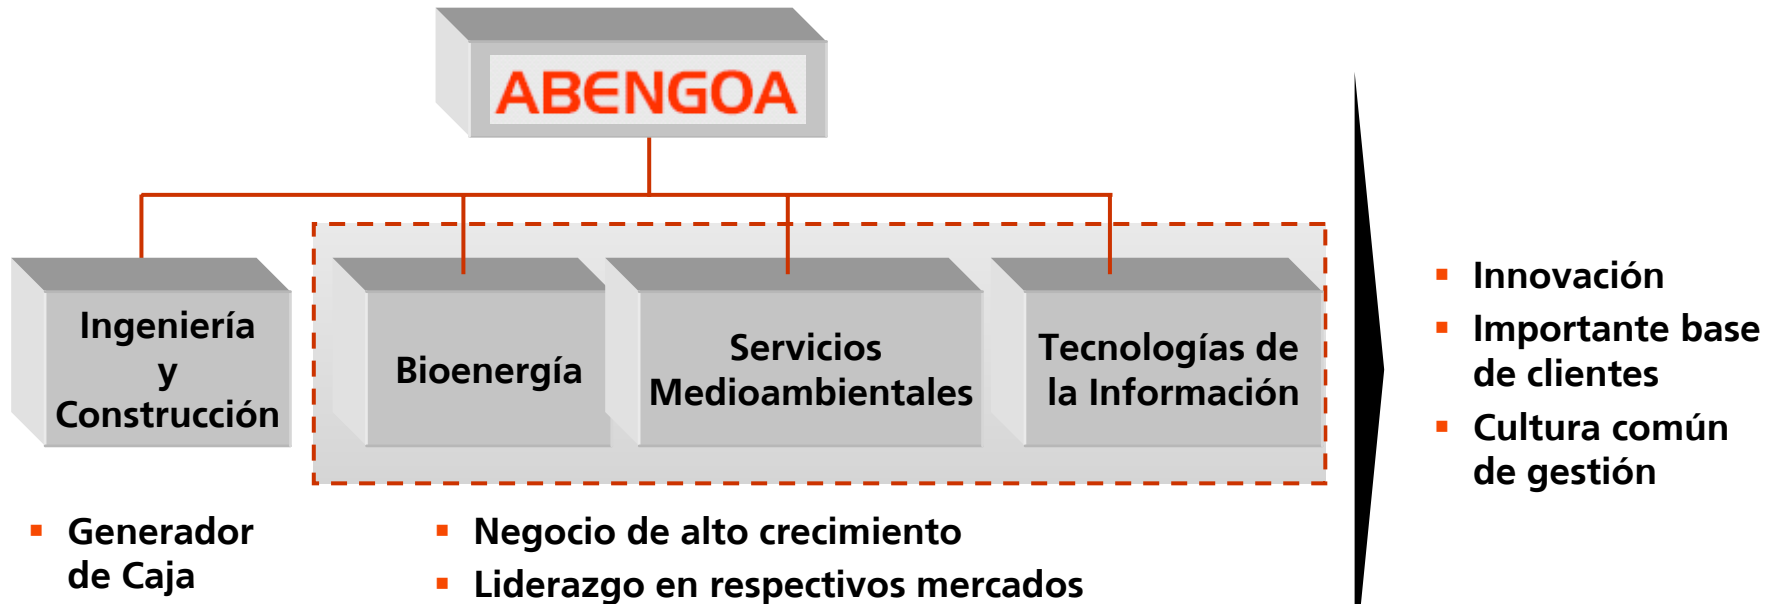 ABENGOA
Ingeniería
y
Construcción
Bioenergía
Servicios
Medioambientales
Tecnologías de
la Información
▪ Generador
de Caja
▪ Negocio de alto crecimiento
▪ Liderazgo en respectivos mercados
▪ Innovación
▪ Importante base
de clientes
▪ Cultura común
de gestión